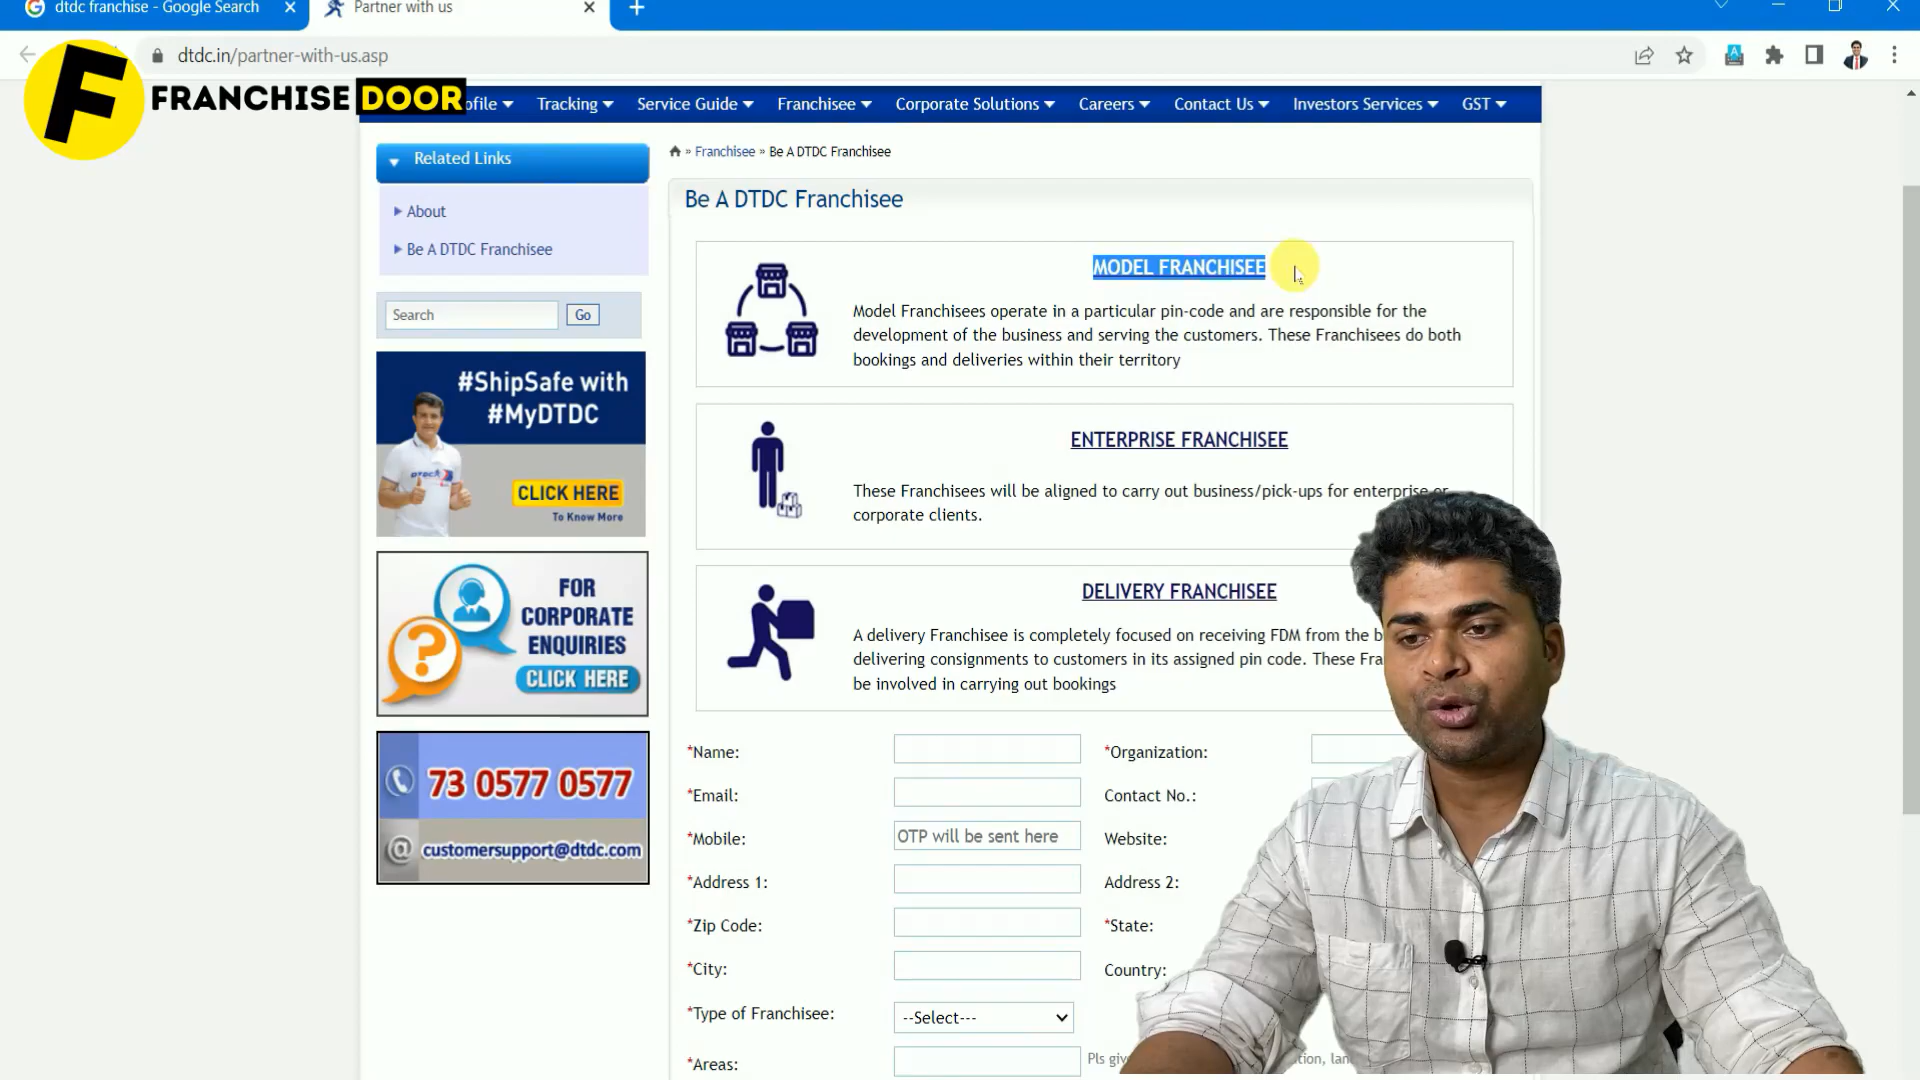 dtdc franchise - Google Search
Partner with us
dtdc.in/partner-with-us.asp
F FRANCHISE DOOR
Tracking
Service Guide
Franchisee
Corporate Solutions
Careers
Contact Us
Investors Services
GST
Related Links
About
Be A DTDC Franchisee
Search
Go
#ShipSafe with
#MyDTDC
DTDC
CLICK HERE
To Know More
FOR
CORPORATE
ENQUIRIES
CLICK HERE
73 0577 0577
@ customersupport@dtdc.com
» Franchisee » Be A DTDC Franchisee
Be A DTDC Franchisee
MODEL FRANCHISEE
Model Franchisees operate in a particular pin-code and are responsible for the
development of the business and serving the customers. These Franchisees do both
bookings and deliveries within their territory
ENTERPRISE FRANCHISEE
These Franchisees will be aligned to carry out business/pick-ups for enterprise or
corporate clients.
DELIVERY FRANCHISEE
A delivery Franchisee is completely focused on receiving FDM from the
delivering consignments to customers in its assigned pin code. These
be involved in carrying out bookings
*Name:
*Organization:
*Email:
Contact No.:
*Mobile:
OTP will be sent here
Website:
*Address 1:
Address 2:
*Zip Code:
*State:
*City:
Country:
*Type of Franchisee:
--Select---
*Areas:
Pls